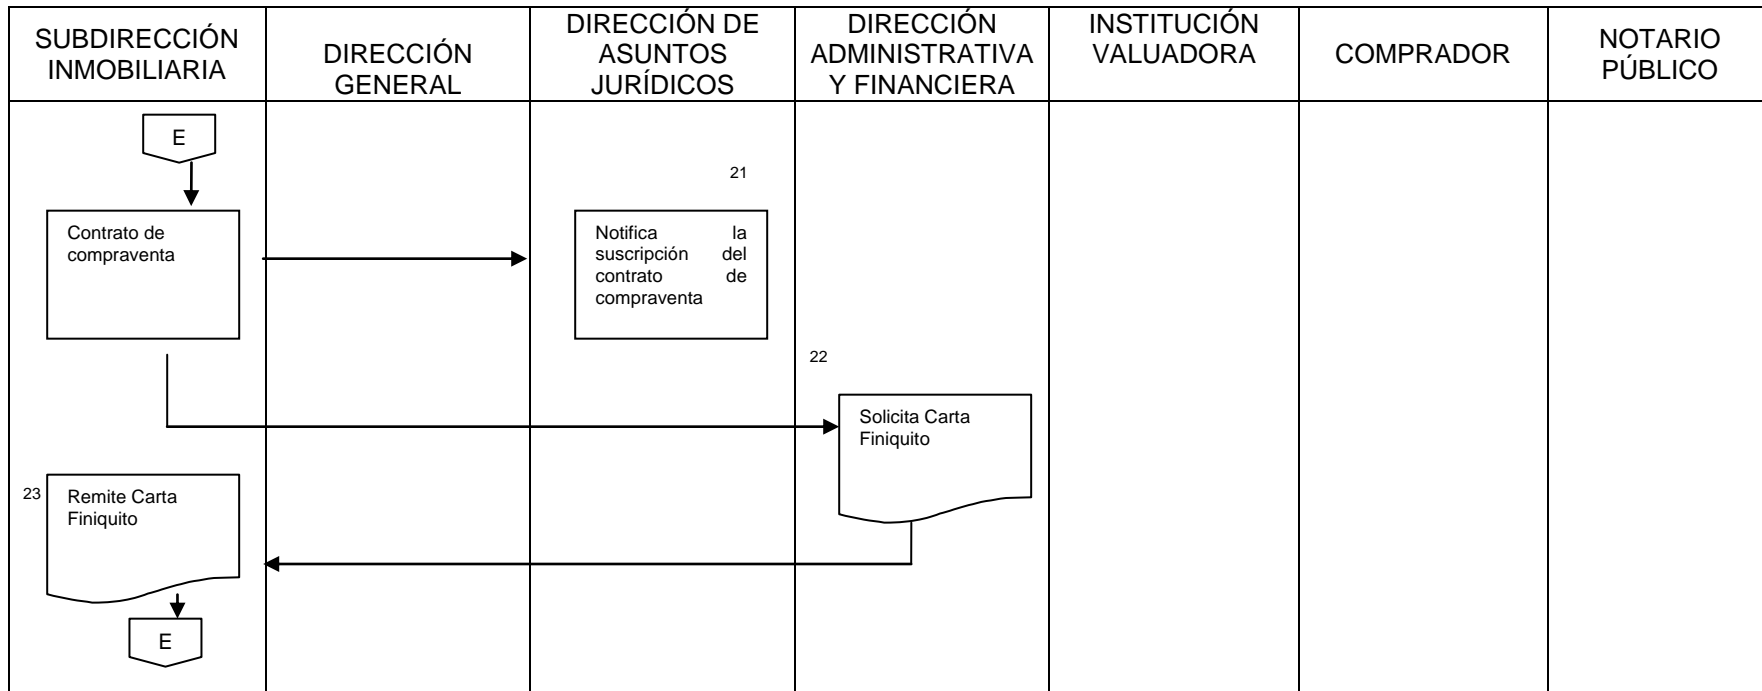 SUBDIRECCIÓN
INMOBILIARIA
DIRECCIÓN
GENERAL
DIRECCIÓN DE
ASUNTOS
JURÍDICOS
DIRECCIÓN
ADMINISTRATIVA
Y FINANCIERA
INSTITUCIÓN
VALUADORA
COMPRADOR
NOTARIO
PÚBLICO
E
21
Contrato de
compraventa
Notifica la
suscripción del
contrato de
compraventa
22
Solicita Carta
Finiquito
23
Remite Carta
Finiquito
E